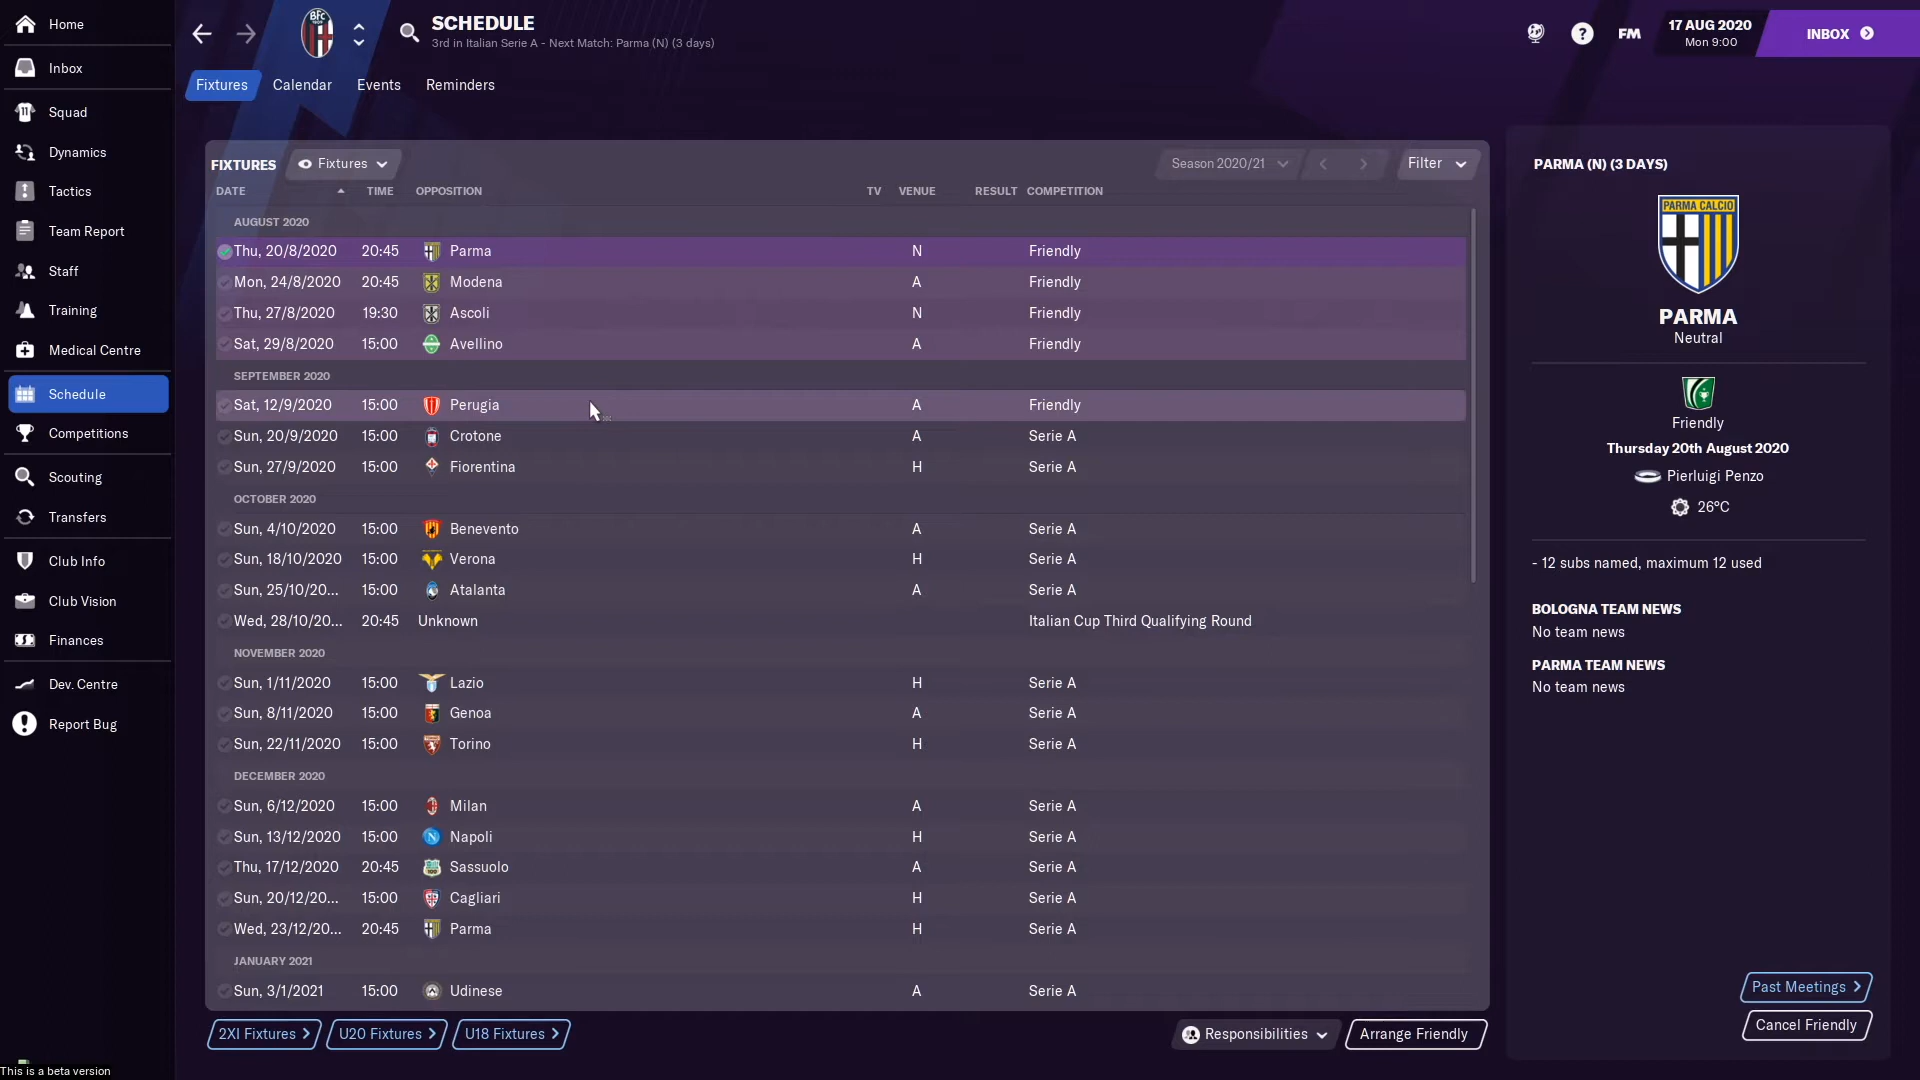 Home
Inbox
Squad
Dynamics
Tactics
Team Report
Staff
Training
Medical Centre
Schedule
Competitions
Scouting
Transfers
Club Info
Club Vision
Finances
Dev. Centre
Report Bug
This is a beta version
BFC
SCHEDULE
3rd in Italian Serie A - Next Match: Parma (N) (3 days)
? FM 17 AUG 2020
Mon 9:00
INBOX
Fixtures Calendar Events Reminders
FIXTURES Fixtures Season 2020/21 Filter
DATE TIME OPPOSITION TV VENUE RESULT COMPETITION
AUGUST 2020
Thu, 20/8/2020 20:45 Parma N Friendly
Mon, 24/8/2020 20:45 Modena A Friendly
Thu, 27/8/2020 19:30 Ascoli N Friendly
Sat, 29/8/2020 15:00 Avellino A Friendly
SEPTEMBER 2020
Sat, 12/9/2020 15:00 Perugia A Friendly
Sun, 20/9/2020 15:00 Crotone A Serie A
Sun, 27/9/2020 15:00 Fiorentina H Serie A
OCTOBER 2020
Sun, 4/10/2020 15:00 Benevento A Serie A
Sun, 18/10/2020 15:00 Verona H Serie A
Sun, 25/10/20... 15:00 Atalanta A Serie A
Wed, 28/10/20... 20:45 Unknown Italian Cup Third Qualifying Round
NOVEMBER 2020
Sun, 1/11/2020 15:00 Lazio H Serie A
Sun, 8/11/2020 15:00 Genoa A Serie A
Sun, 22/11/2020 15:00 Torino H Serie A
DECEMBER 2020
Sun, 6/12/2020 15:00 Milan A Serie A
Sun, 13/12/2020 15:00 Napoli H Serie A
Thu, 17/12/2020 20:45 Sassuolo A Serie A
Sun, 20/12/20... 15:00 Cagliari H Serie A
Wed, 23/12/20... 20:45 Parma H Serie A
JANUARY 2021
Sun, 3/1/2021 15:00 Udinese A Serie A
2XI Fixtures U20 Fixtures U18 Fixtures Responsibilities Arrange Friendly
PARMA (N) (3 DAYS)
PARMA CALCIO
PARMA
Neutral
Friendly
Thursday 20th August 2020
Pierluigi Penzo
26°C
- 12 subs named, maximum 12 used
BOLOGNA TEAM NEWS
No team news
PARMA TEAM NEWS
No team news
Past Meetings
Cancel Friendly